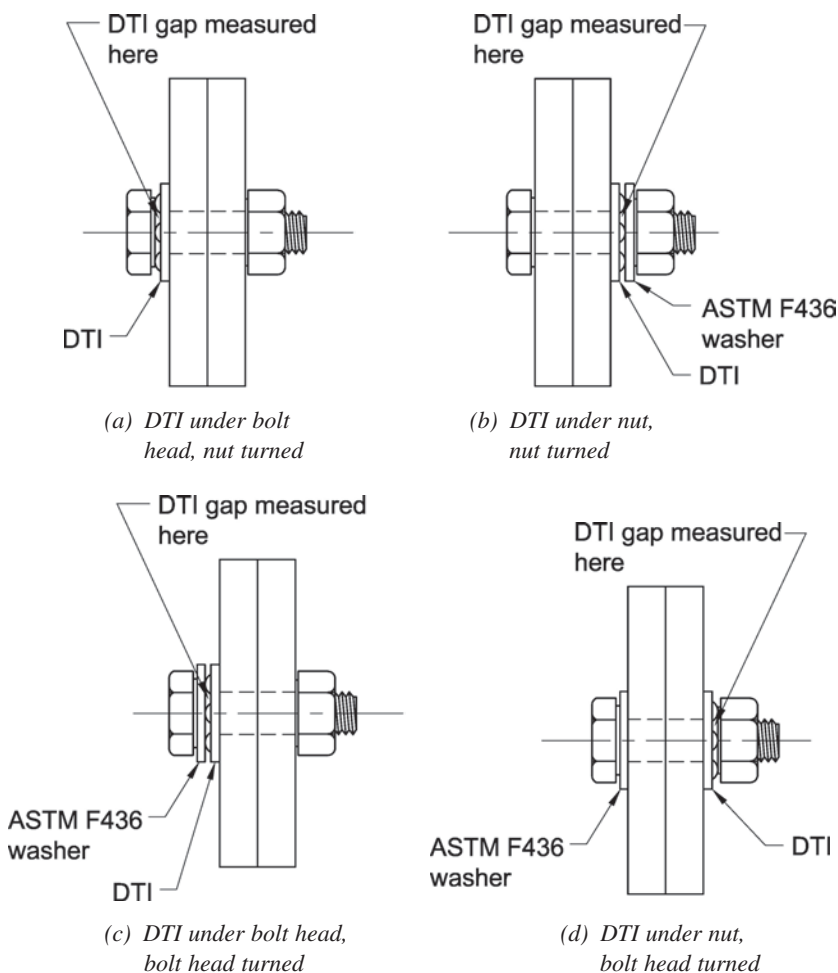 DTI gap measured
here
DTI
(a) DTI under bolt
head, nut turned
DTI gap measured
here
ASTM F436
washer
DTI
(b) DTI under nut,
nut turned
DTI gap measured
here
ASTM F436
washer
DTI
(c) DTI under bolt head,
bolt head turned
DTI gap measured
here
ASTM F436
washer
DTI
(d) DTI under nut,
bolt head turned